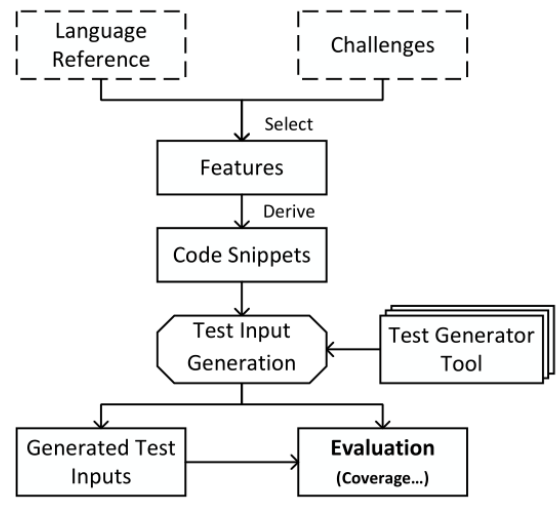 Language
Reference
Challenges
Select
Features
Derive
Code Snippets
Test Input
Generation
Test Generator
Tool
Generated Test
Inputs
Evaluation
(Coverage...)